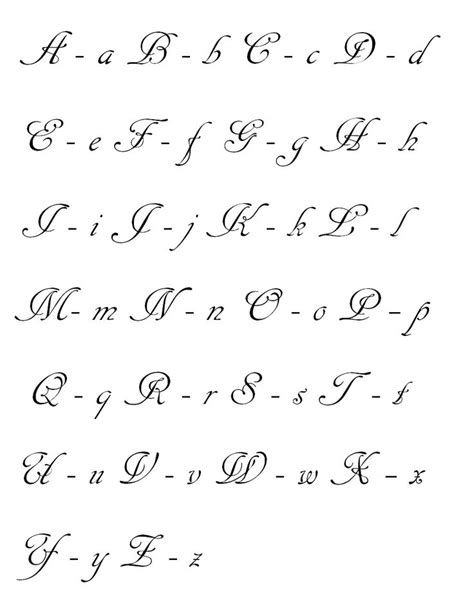 A - a B - b C - c D - d
E - e F - f G - g H - h
I - i J - j K - k L - l
M - m N - n O - o P - p
Q - q R - r S - s T - t
U - u V - v W - w X - x
Y - y Z - z